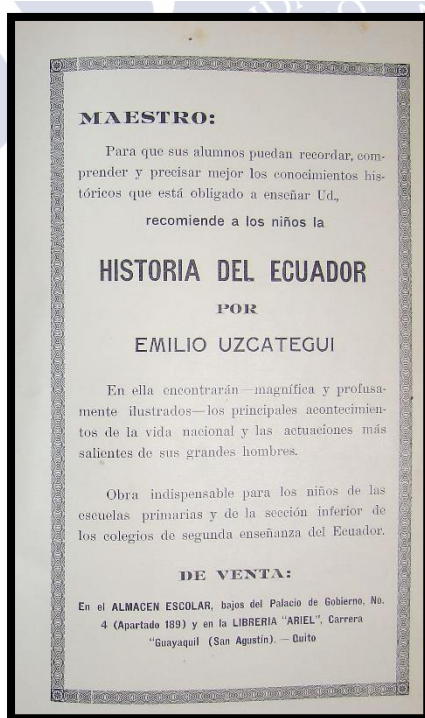 MAESTRO:
Para que sus alumnos puedan recordar, com-
prender y precisar mejor los conocimientos his-
tóricos que está obligado a enseñar Ud.,
recomiende a los niños la
HISTORIA DEL ECUADOR
POR
EMILIO UZCATEGUI
En ella encontrarán—magnífica y profusa-
mente ilustrados—los principales acontecimien-
tos de la vida nacional y las actuaciones más
salientes de sus grandes hombres.
Obra indispensable para los niños de las
escuelas primarias y de la sección inferior de
los colegios de segunda enseñanza del Ecuador.
DE VENTA:
En el ALMACEN ESCOLAR, bajos del Palacio de Gobierno, No.
4 (Apartado 189) y en la LIBRERIA "ARIEL", Carrera
"Guayaquil (San Agustín). — Quito